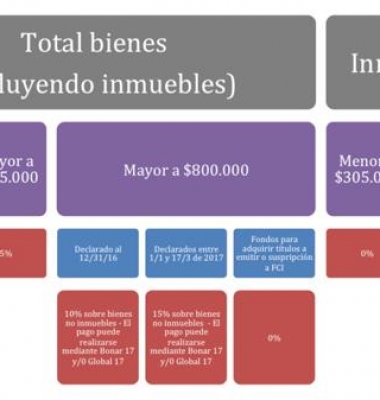 Total bienes
luyendo inmuebles)
In
yor a
5.000
Mayor a $800.000
Menor
$305.0
5%
Declarado al
12/31/16
Declarados entre
1/1 y 17/3 de 2017
Fondos para
adquirir títulos a
emitir o suscripción
a FCI
0%
10% sobre bienes
no inmuebles - El
pago puede
realizarse
mediante Bonar 17
y/0 Global 17
15% sobre bienes
no inmuebles - El
pago puede
realizarse
mediante Bonar 17
y/0 Global 17
0%